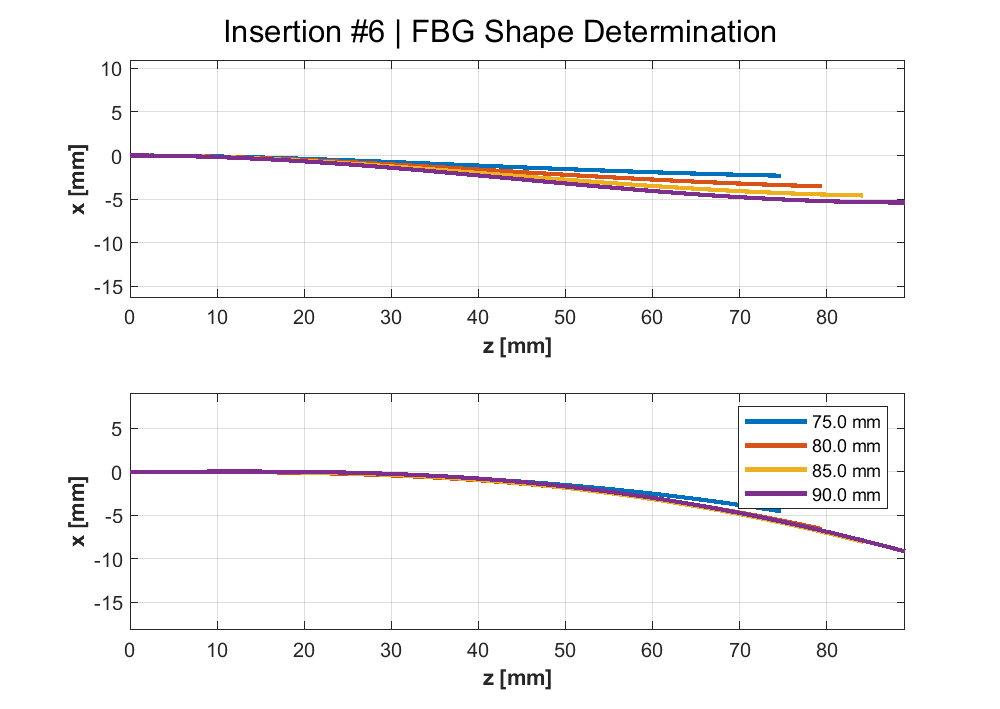 Insertion #6 | FBG Shape Determination
10
5
0
-5
-10
-15
x [mm]
0 10 20 30 40 50 60 70 80
z [mm]
5
0
-5
-10
-15
x [mm]
75.0 mm
80.0 mm
85.0 mm
90.0 mm
0 10 20 30 40 50 60 70 80
z [mm]